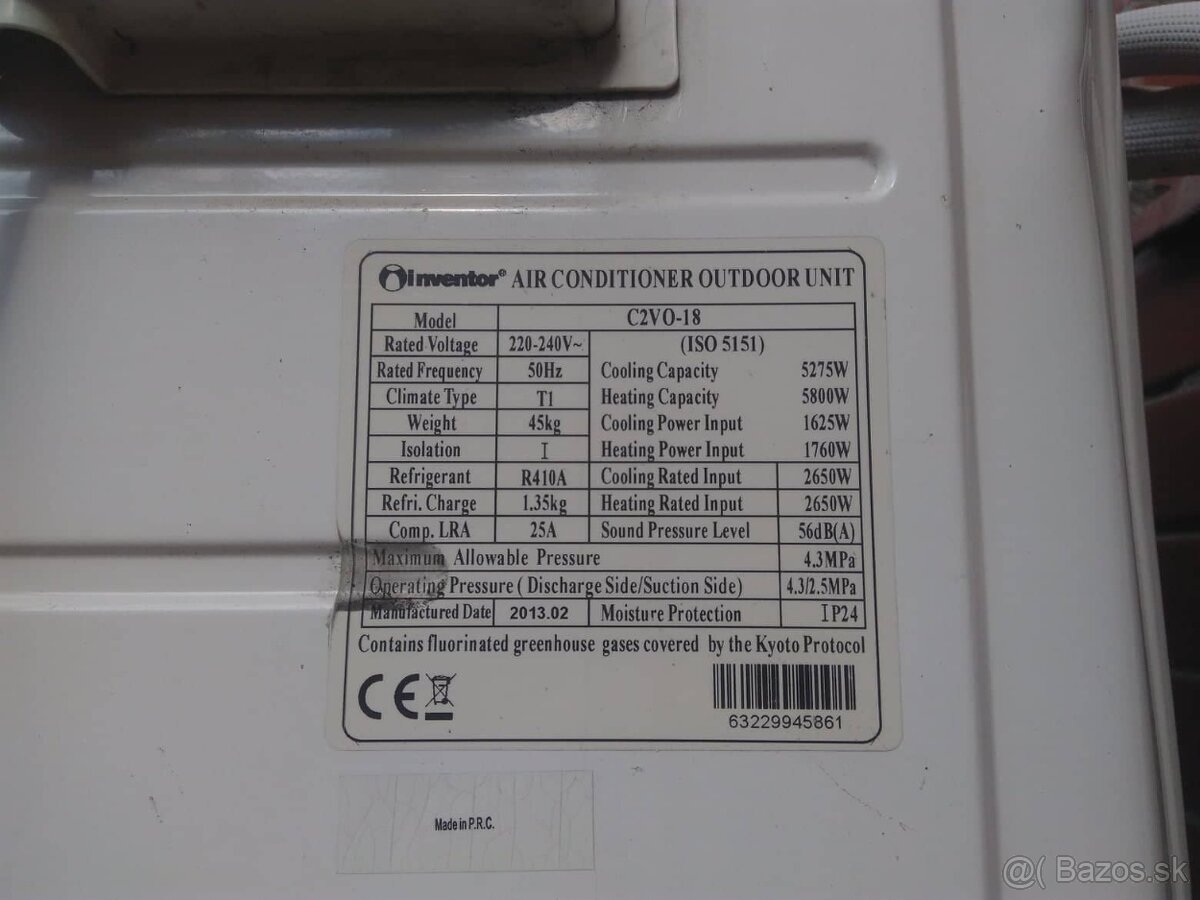 inventor® AIR CONDITIONER OUTDOOR UNIT
Model C2VO-18
Rated Voltage 220-240V~ (ISO 5151)
Rated Frequency 50Hz Cooling Capacity 5275W
Climate Type T1 Heating Capacity 5800W
Weight 45kg Cooling Power Input 1625W
Isolation I Heating Power Input 1760W
Refrigerant R410A Cooling Rated Input 2650W
Refri. Charge 1.35kg Heating Rated Input 2650W
Comp. LRA 25A Sound Pressure Level 56dB(A)
Maximum Allowable Pressure 4.3MPa
Operating Pressure ( Discharge Side/Suction Side) 4.3/2.5MPa
Manufactured Date 2013.02 Moisture Protection IP24
Contains fluorinated greenhouse gases covered by the Kyoto Protocol
CE
63229945861
Made in P.R.C.
@( Bazos.sk